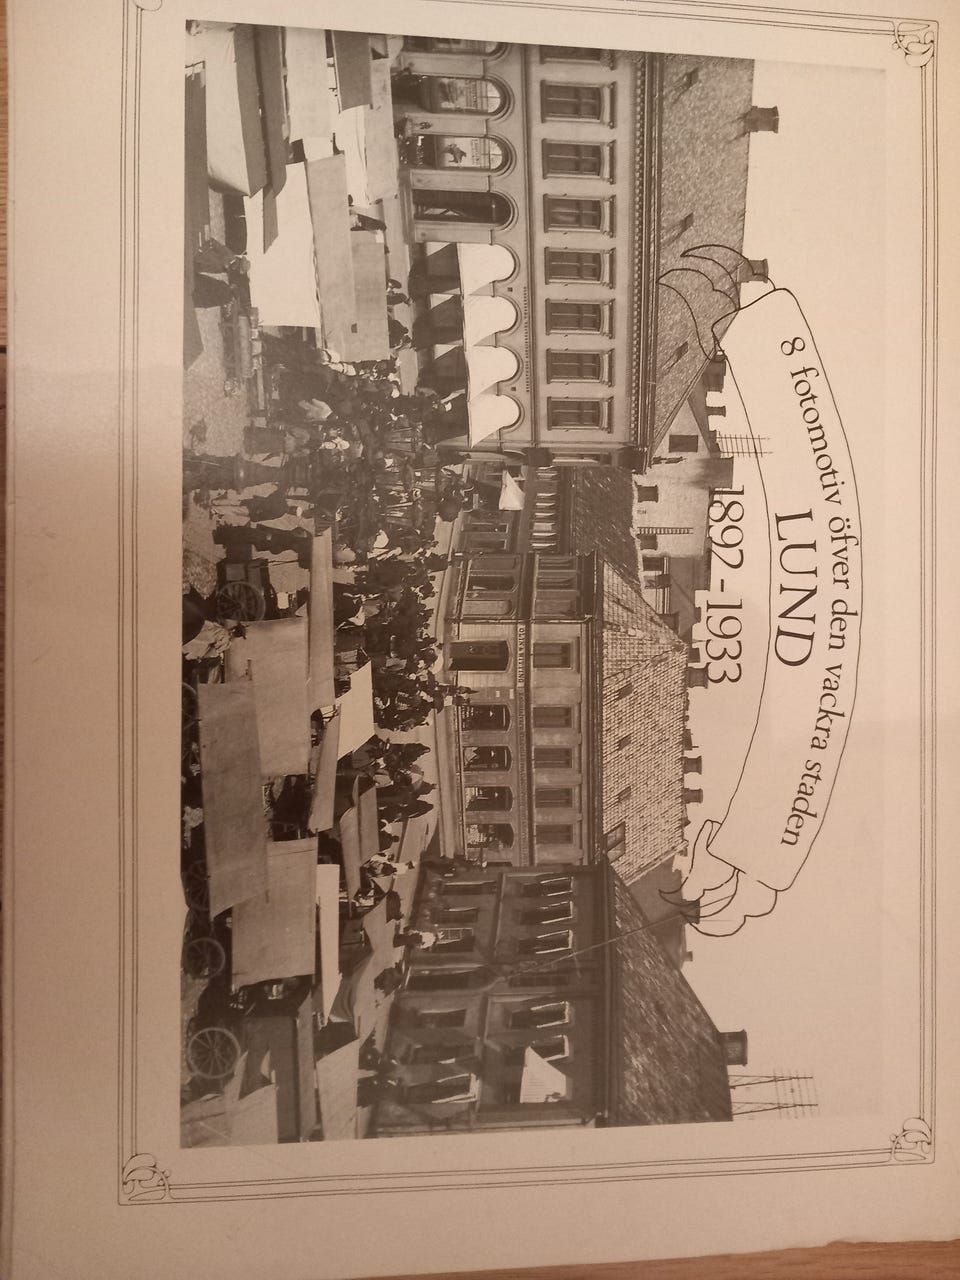 8 fotomotiv öfver den vackra staden
LUND
1892-1933